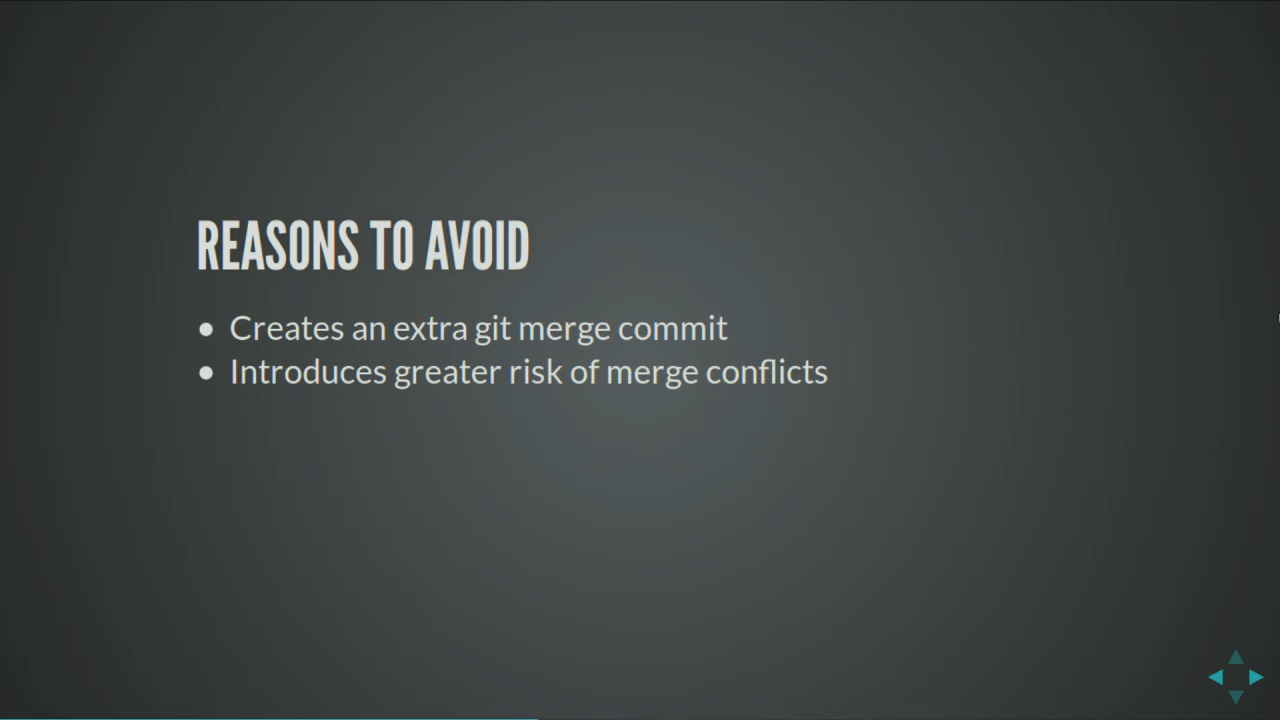 REASONS TO AVOID
• Creates an extra git merge commit
• Introduces greater risk of merge conflicts